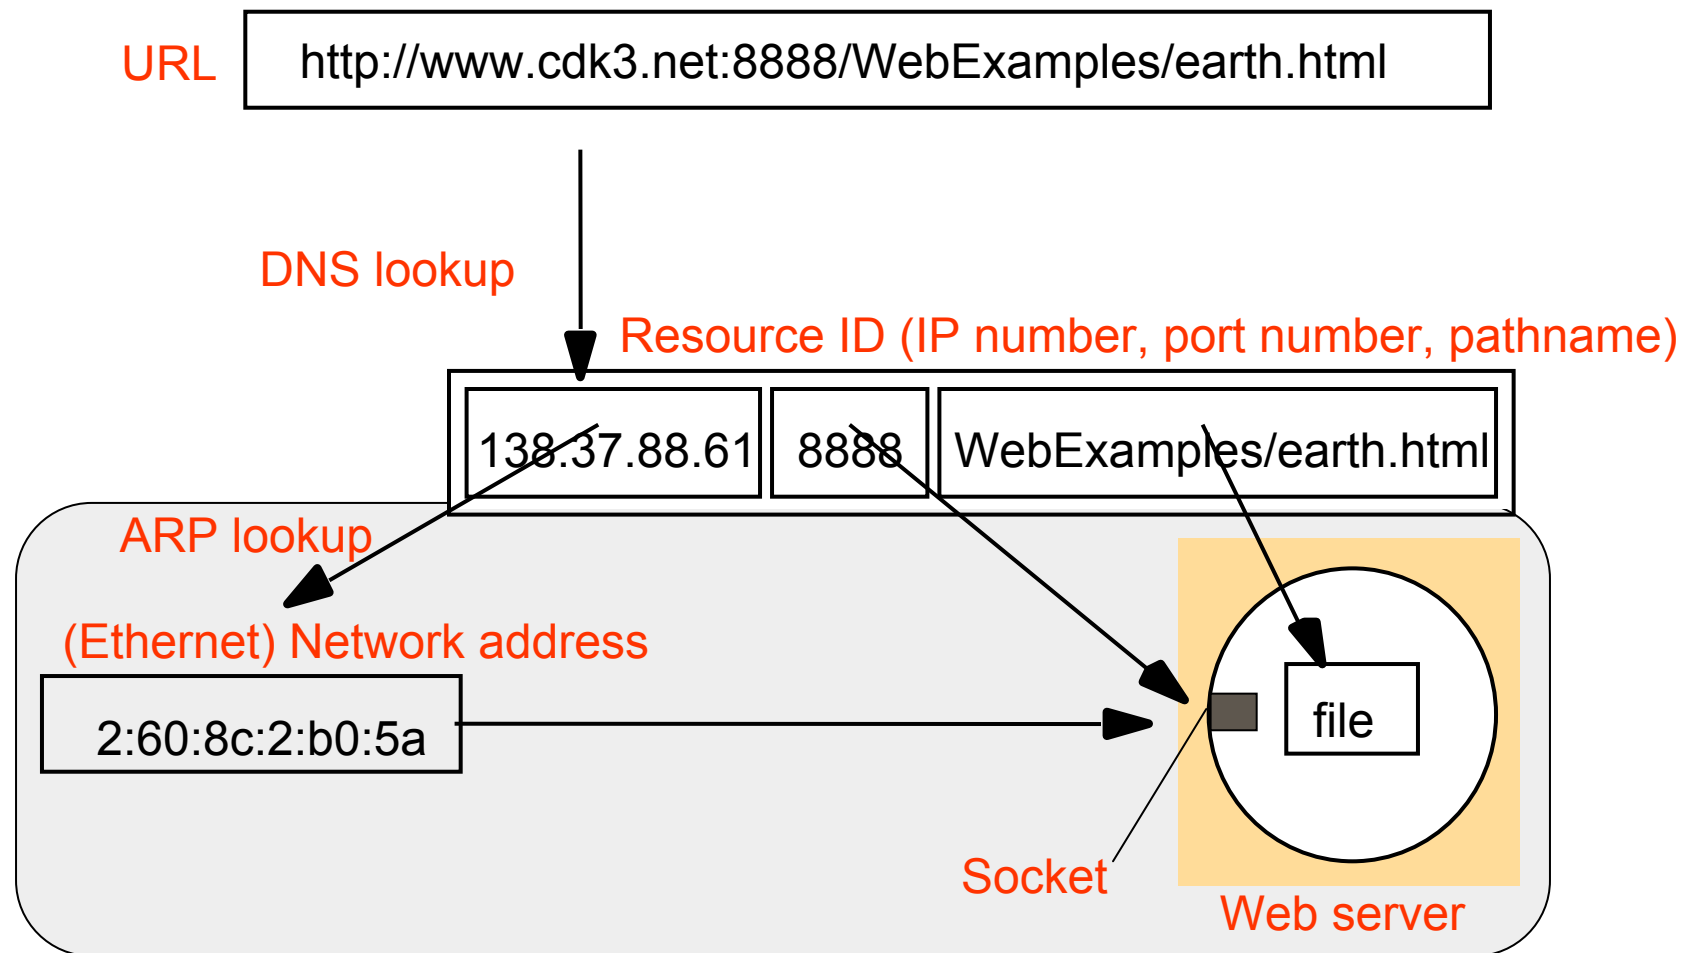 URL
http://www.cdk3.net:8888/WebExamples/earth.html
DNS lookup
Resource ID (IP number, port number, pathname)
138.37.88.61
8888
WebExamples/earth.html
ARP lookup
(Ethernet) Network address
2:60:8c:2:b0:5a
file
Socket
Web server